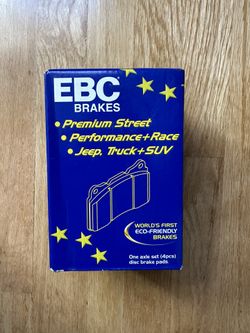 EBC
BRAKES
• Premium Street
• Performance+Race
• Jeep, Truck+SUV
WORLD'S FIRST
ECO-FRIENDLY
BRAKES
One axle set (4pcs)
disc brake pads.